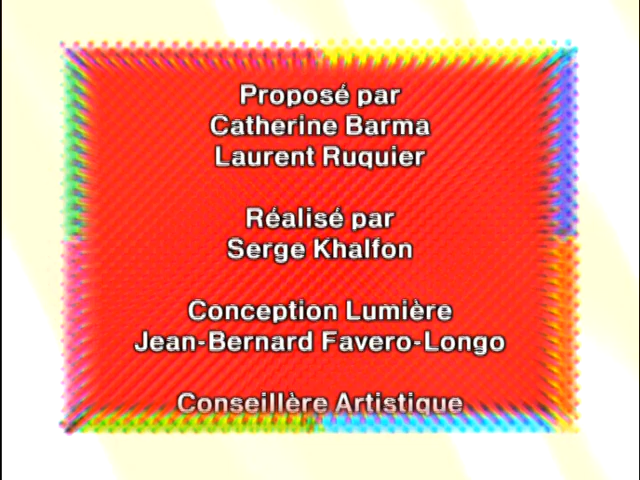 Proposé par
Catherine Barma
Laurent Ruquier
Réalisé par
Serge Khalfon
Conception Lumière
Jean-Bernard Favero-Longo
Conseillère Artistique